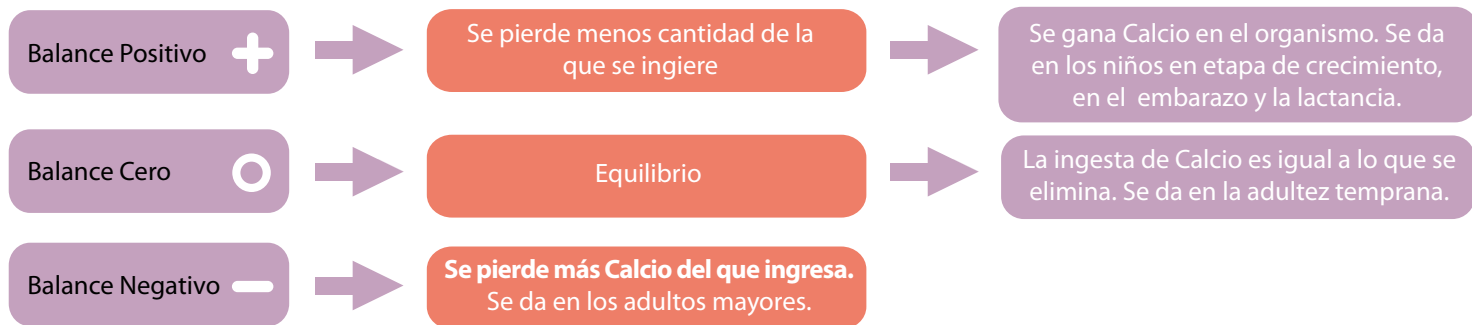 Balance Positivo
Se pierde menos cantidad de la
que se ingiere
Se gana Calcio en el organismo. Se da
en los niños en etapa de crecimiento,
en el embarazo y la lactancia.
Balance Cero
Equilibrio
La ingesta de Calcio es igual a lo que se
elimina. Se da en la adultez temprana.
Balance Negativo
Se pierde más Calcio del que ingresa.
Se da en los adultos mayores.